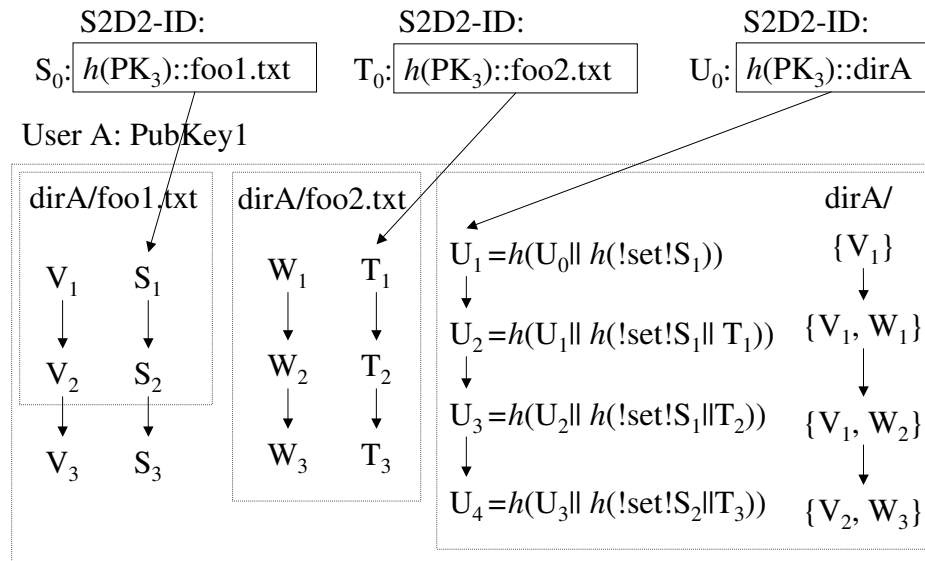 S2D2-ID: S2D2-ID: S2D2-ID:
S₀: h(PK₃)::foo1.txt T₀: h(PK₃)::foo2.txt U₀: h(PK₃)::dirA
User A: PubKey1
dirA/foo1.txt dirA/foo2.txt dirA/
V₁ S₁ W₁ T₁ U₁=h(U₀|| h(!set!S₁)) {V₁}
V₂ S₂ W₂ T₂ U₂=h(U₁|| h(!set!S₁|| T₁)) {V₁, W₁}
V₃ S₃ W₃ T₃ U₃=h(U₂|| h(!set!S₁||T₂)) {V₁, W₂}
U₄=h(U₃|| h(!set!S₂||T₃)) {V₂, W₃}